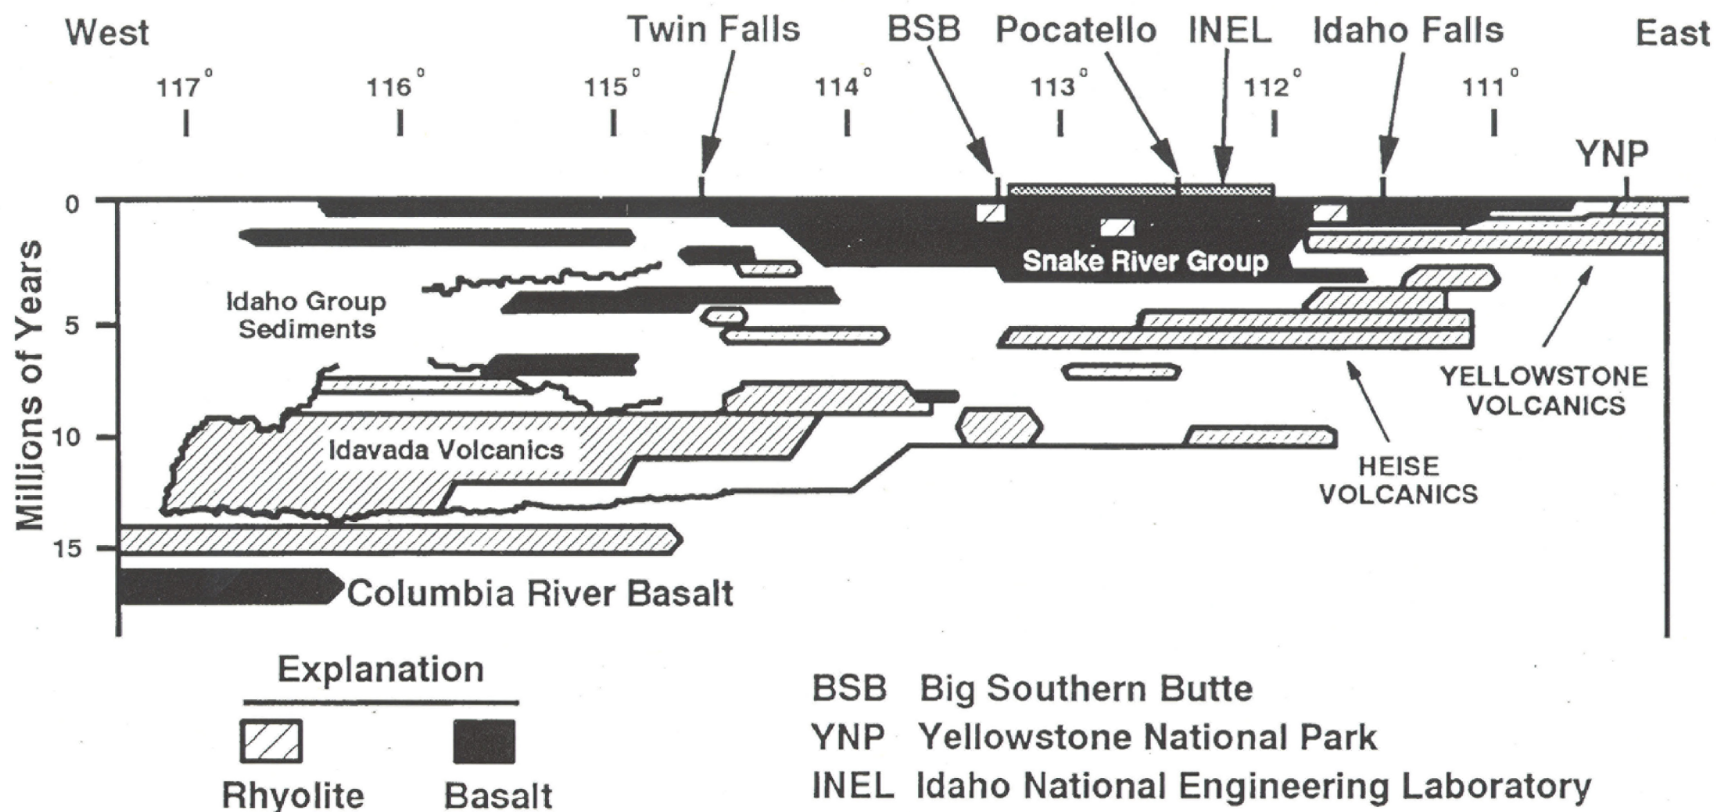 West
Twin Falls
BSB
Pocatello
INEL
Idaho Falls
East
117°
116°
115°
114°
113°
112°
111°
YNP
0
5
10
15
Millions of Years
Snake River Group
Idaho Group
Sediments
YELLOWSTONE
VOLCANICS
Idavada Volcanics
HEISE
VOLCANICS
Columbia River Basalt
Explanation
Rhyolite
Basalt
BSB Big Southern Butte
YNP Yellowstone National Park
INEL Idaho National Engineering Laboratory